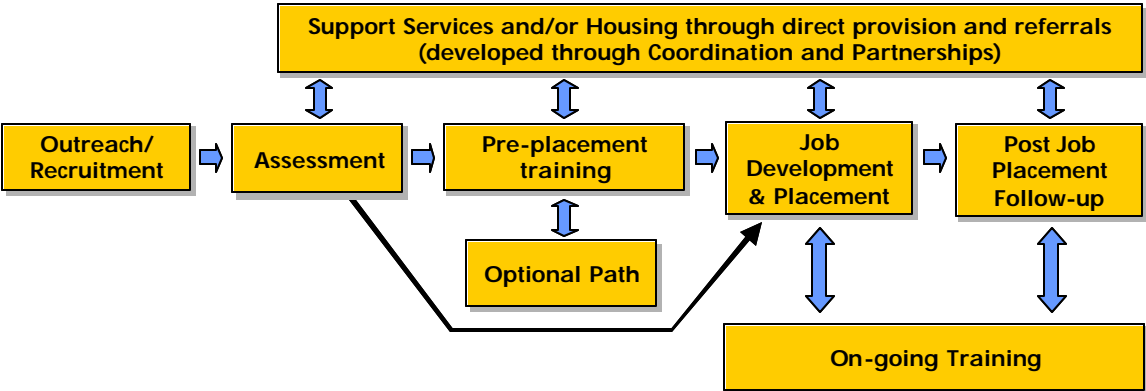 Support Services and/or Housing through direct provision and referrals
(developed through Coordination and Partnerships)
Outreach/
Recruitment
Assessment
Pre-placement
training
Job
Development
& Placement
Post Job
Placement
Follow-up
Optional Path
On-going Training